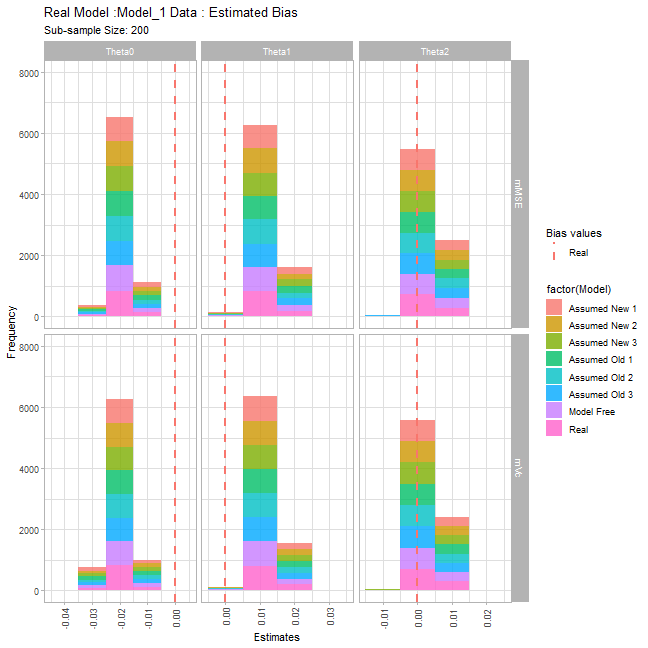 Real Model :Model_1 Data : Estimated Bias
Sub-sample Size: 200
Theta0 Theta1 Theta2
8000
6000
4000
2000
0
mMSE
8000
6000
4000
2000
0
mVc
Frequency
-0.04 -0.03 -0.02 -0.01 0.00 0.00 0.01 0.02 0.03 -0.01 0.00 0.01 0.02
Estimates
Bias values
Real
factor(Model)
Assumed New 1
Assumed New 2
Assumed New 3
Assumed Old 1
Assumed Old 2
Assumed Old 3
Model Free
Real